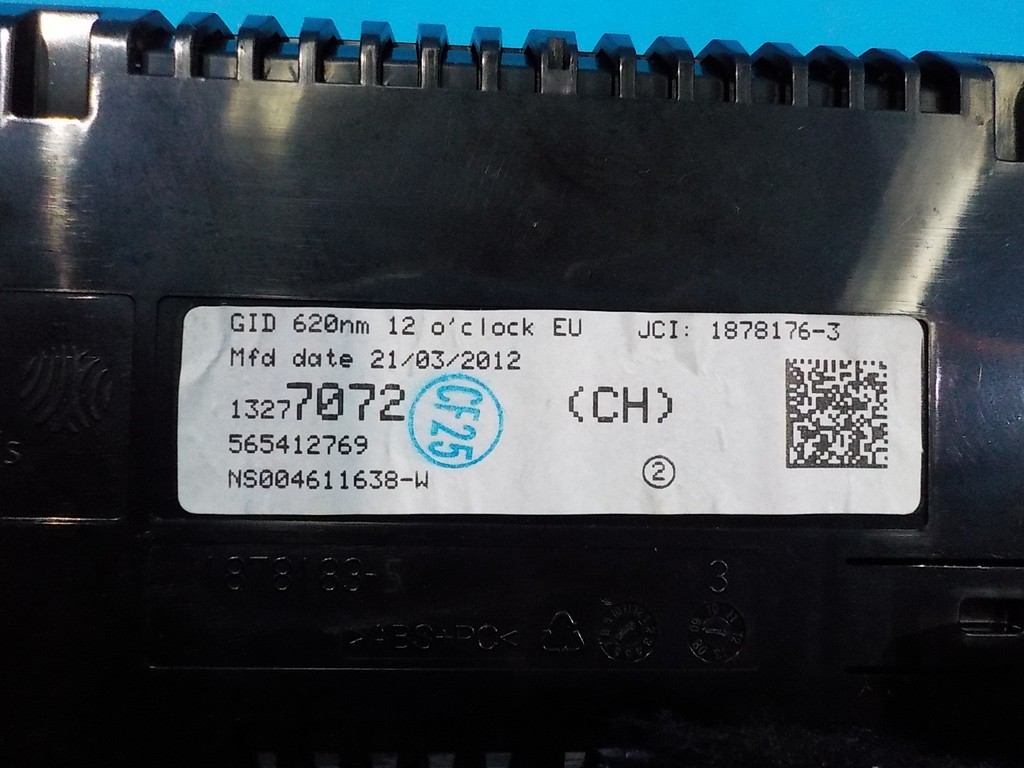 GID 620nm 12 o'clock EU JCI: 1878176-3
Mfd date 21/03/2012
13277072 (CH)
CF25
565412769
NS004611638-W
2
1878183-5 3
>ABS+PC<